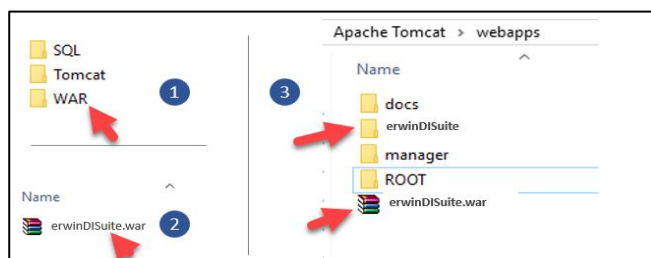 SQL
Tomcat
WAR
1
Name
erwinDISuite.war
2
3
Apache Tomcat > webapps
Name
docs
erwinDISuite
manager
ROOT
erwinDISuite.war